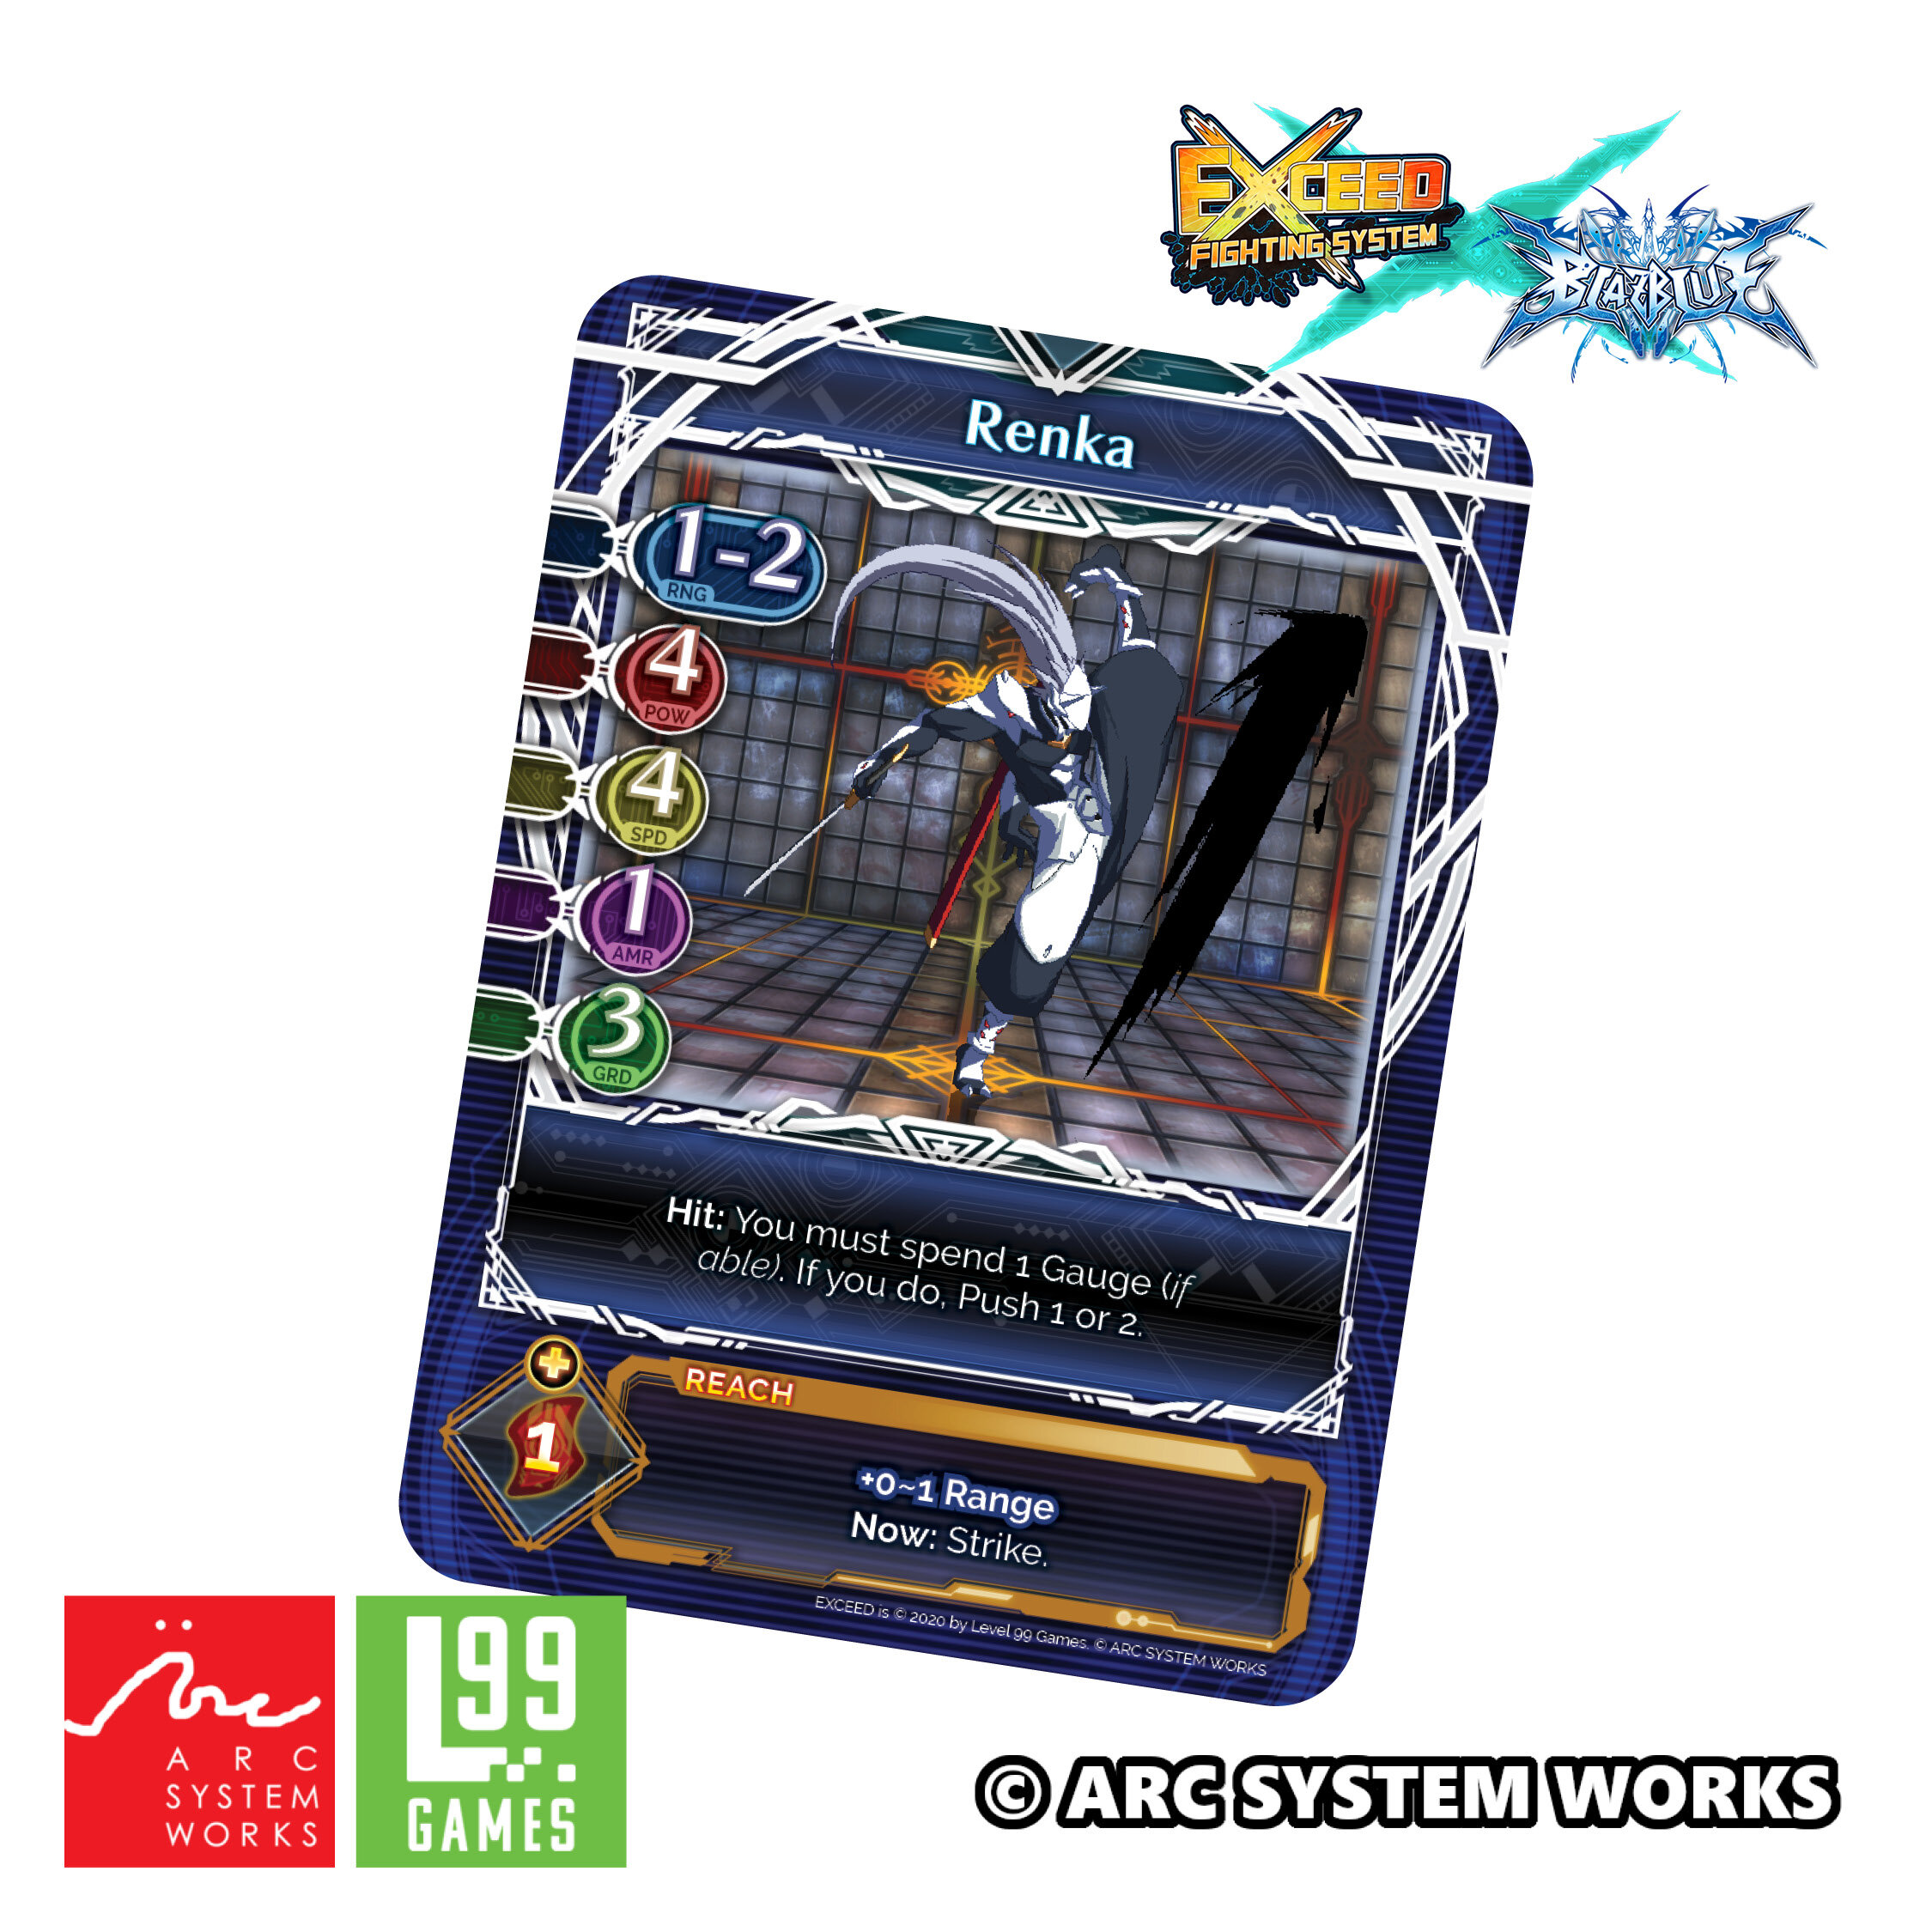 EXCEED
FIGHTING SYSTEM
BLAZBLUE
Renka
1-2
RNG
4
POW
4
SPD
1
AMR
3
GRD
Hit: You must spend 1 Gauge (if
able). If you do, Push 1 or 2.
+
1
REACH
+0~1 Range
Now: Strike.
EXCEED is © 2020 by Level 99 Games. © ARC SYSTEM WORKS
Arc
ARC
SYSTEM
WORKS
L99
GAMES
© ARC SYSTEM WORKS